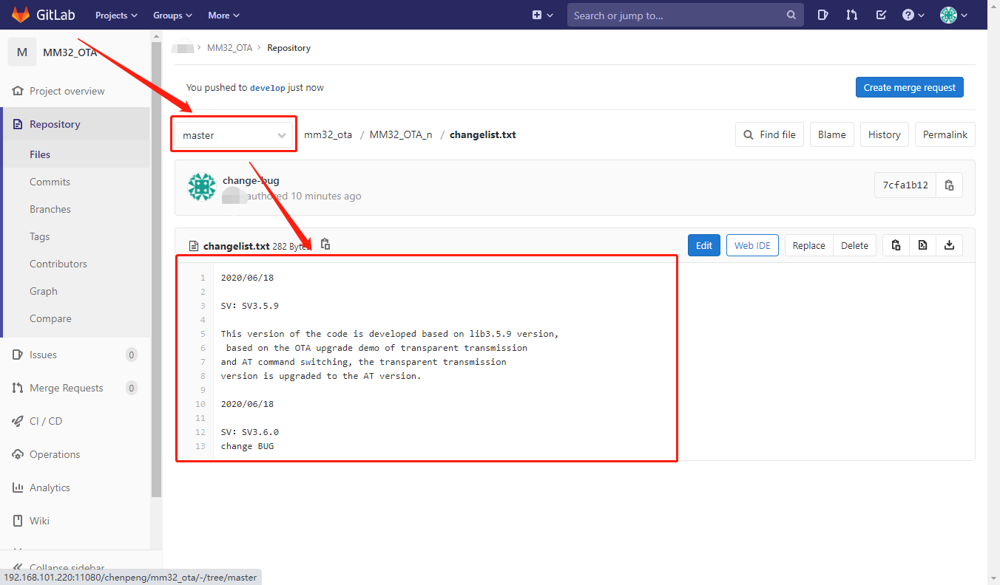 GitLab Projects Groups More Search or jump to...
M MM32_OTA
Project overview
Repository
Files
Commits
Branches
Tags
Contributors
Graph
Compare
Issues 0
Merge Requests 0
CI / CD
Operations
Analytics
Wiki
Collapse sidebar
192.168.101.220:11080/chenpeng/mm32_ota/-/tree/master
> MM32_OTA > Repository
You pushed to develop just now Create merge request
master mm32_ota / MM32_OTA_n / changelist.txt Find file Blame History Permalink
change-bug
authored 10 minutes ago 7cfa1b12
changelist.txt 282 Bytes Edit Web IDE Replace Delete
1 2020/06/18
2
3 SV: SV3.5.9
4
5 This version of the code is developed based on lib3.5.9 version,
6 based on the OTA upgrade demo of transparent transmission
7 and AT command switching, the transparent transmission
8 version is upgraded to the AT version.
9
10 2020/06/18
11
12 SV: SV3.6.0
13 change BUG